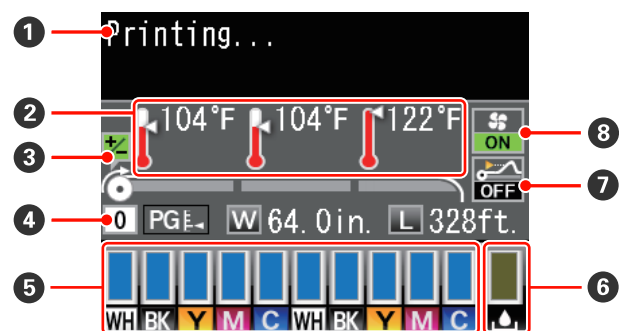 1 Printing...
2 104°F 104°F 122°F
8 ON
3 +/-
7 OFF
4 0 PG W 64.0in. L 328ft.
5 WH BK Y M C WH BK Y M C 6